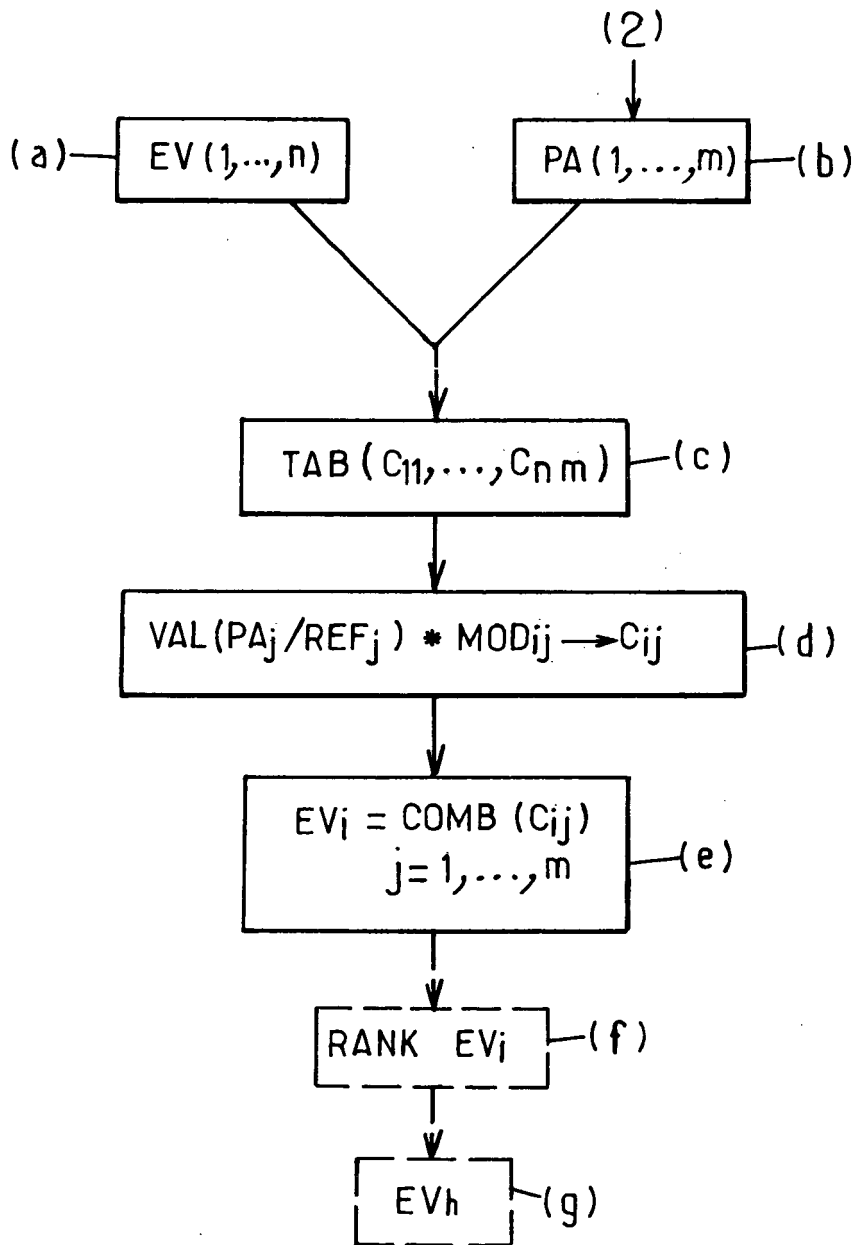 (2)
(a) EV(1,...,n)
PA(1,...,m) (b)
TAB(C11,...,Cnm) (c)
VAL(PAj/REFj) * MODij → Cij (d)
EVi = COMB (Cij)
j = 1,...,m (e)
RANK EVi (f)
EVh (g)